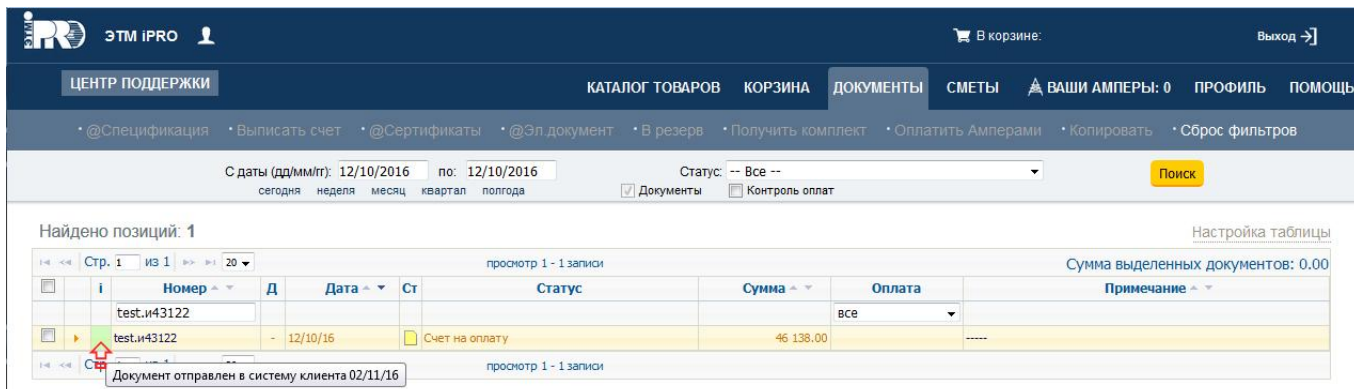 ЭТМ iPRO ЭТМ iPRO В корзине: Выход
ЦЕНТР ПОДДЕРЖКИ КАТАЛОГ ТОВАРОВ КОРЗИНА ДОКУМЕНТЫ СМЕТЫ ВАШИ АМПЕРЫ: 0 ПРОФИЛЬ ПОМОЩЬ
• @Спецификация • Выписать счет • @Сертификаты • @Эл.документ • В резерв • Получить комплект • Оплатить Амперами • Копировать • Сброс фильтров
С даты (дд/мм/гг): 12/10/2016 по: 12/10/2016 Статус: -- Все -- Поиск
сегодня неделя месяц квартал полгода Документы Контроль оплат
Найдено позиций: 1 Настройка таблицы
Стр. 1 из 1 20 просмотр 1 - 1 записи Сумма выделенных документов: 0.00
i Номер Д Дата Ст Статус Сумма Оплата Примечание
test.и43122 все
test.и43122 - 12/10/16 Счет на оплату 46 138.00 -----
просмотр 1 - 1 записи
Документ отправлен в систему клиента 02/11/16